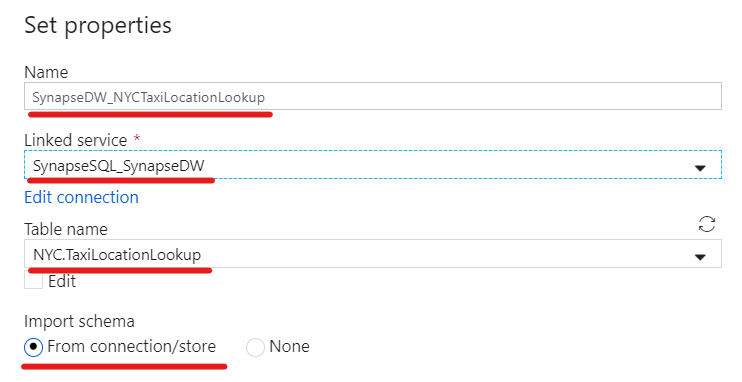 Set properties
Name
SynapseDW_NYCTaxiLocationLookup
Linked service *
SynapseSQL_SynapseDW
Edit connection
Table name
NYC.TaxiLocationLookup
Edit
Import schema
From connection/store None